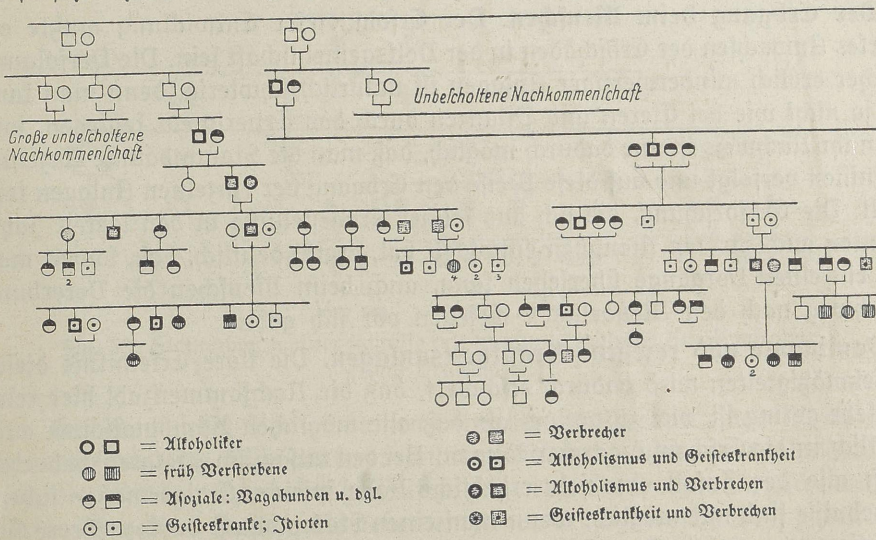 Unbeſcholtene Nachkommenſchaft
Große unbeſcholtene
Nachkommenſchaft
2
4 2 3
2
= Alkoholiker
= früh Verſtorbene
= Aſoziale: Vagabunden u. dgl.
= Geiſteskranke; Idioten
= Verbrecher
= Alkoholismus und Geiſteskrankheit
= Alkoholismus und Verbrechen
= Geiſteskrankheit und Verbrechen